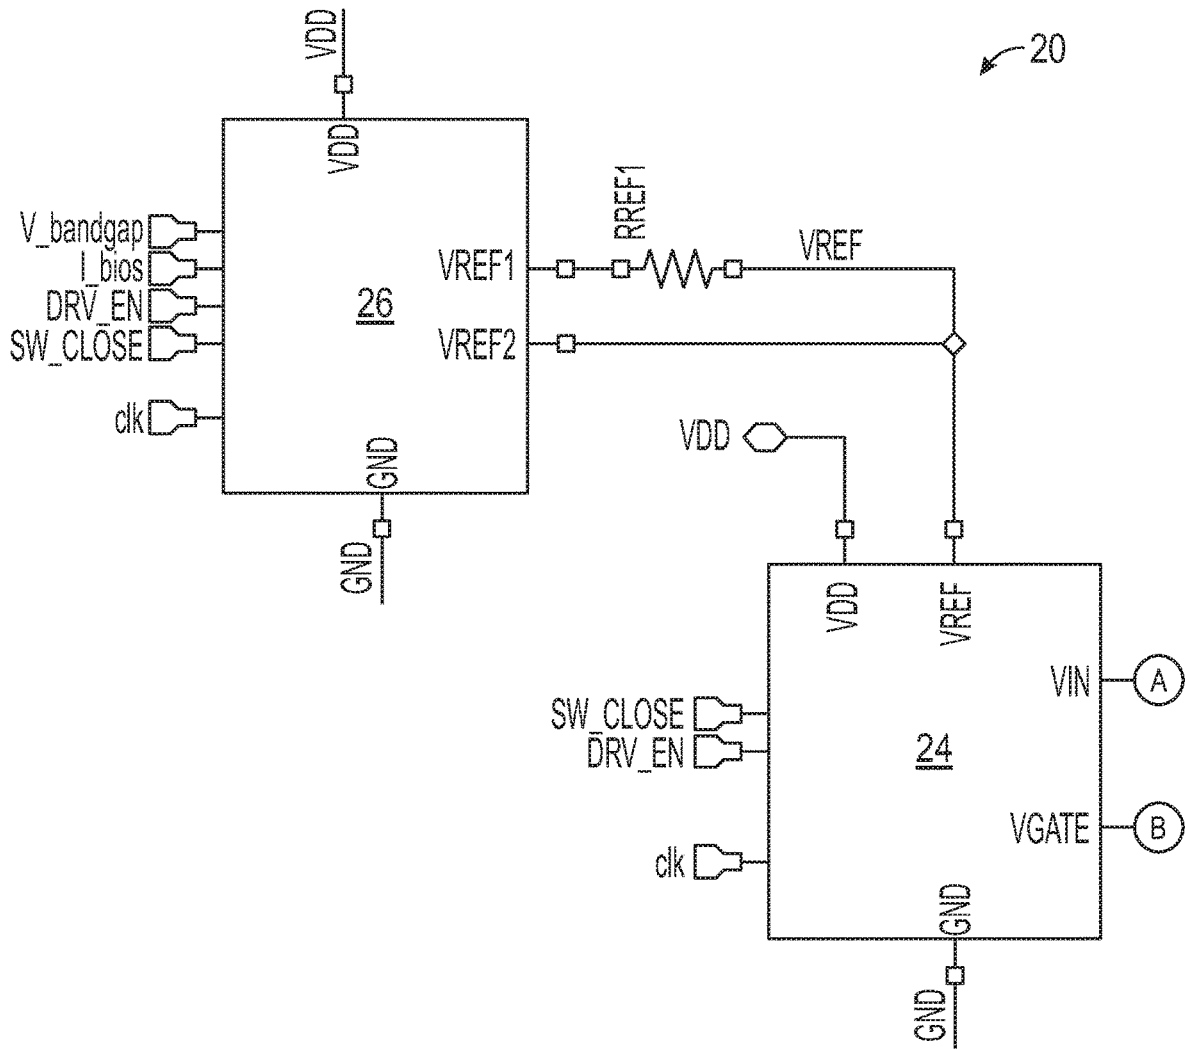 20
VDD
VDD
V_bandgap
I_bios
DRV_EN
SW_CLOSE
clk
26
VREF1
VREF2
GND
GND
RREF1
VREF
VDD
VDD
VREF
SW_CLOSE
DRV_EN
clk
24
VIN
A
VGATE
B
GND
GND